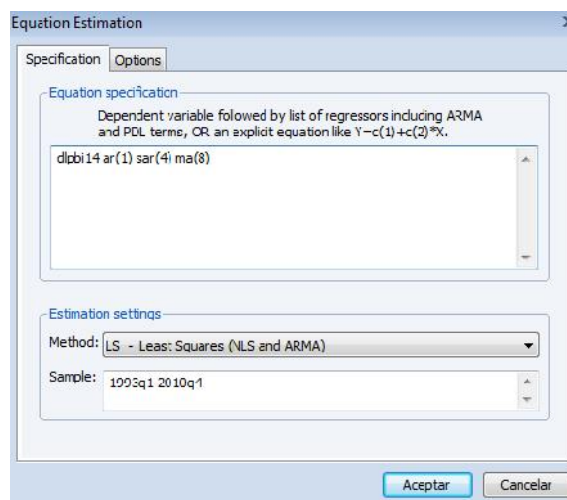 Equation Estimation
Specification
Options
Equation specification
Dependent variable followed by list of regressors including ARMA
and PDL terms, OR an explicit equation like Y=c(1)+c(2)*X.
dlpbi14 ar(1) sar(4) ma(8)
Estimation settings
Method:
LS - Least Squares (NLS and ARMA)
Sample:
2010q4
Aceptar
Cancelar